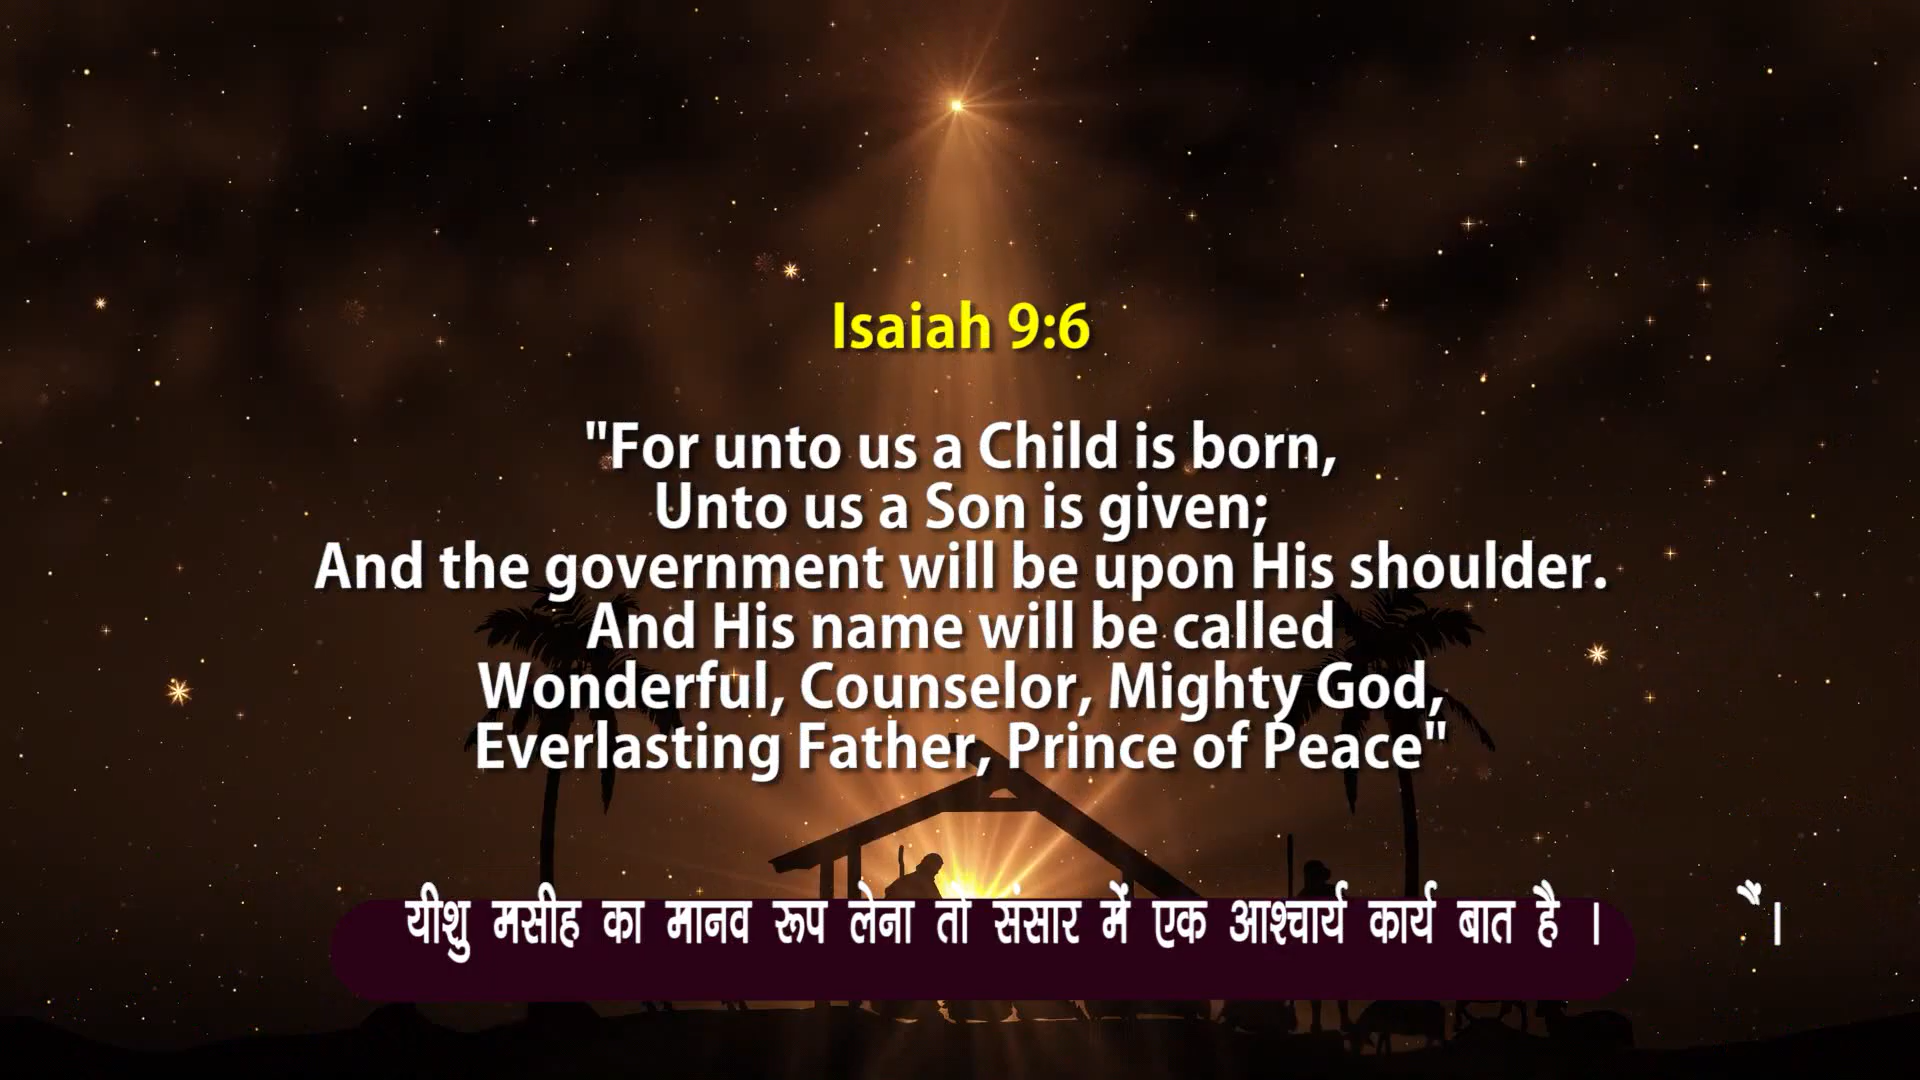 Isaiah 9:6
"For unto us a Child is born,
Unto us a Son is given;
And the government will be upon His shoulder.
And His name will be called
Wonderful, Counselor, Mighty God,
Everlasting Father, Prince of Peace"
यीशु मसीह का मानव रूप लेना तो संसार में एक आश्चार्य कार्य बात है ।